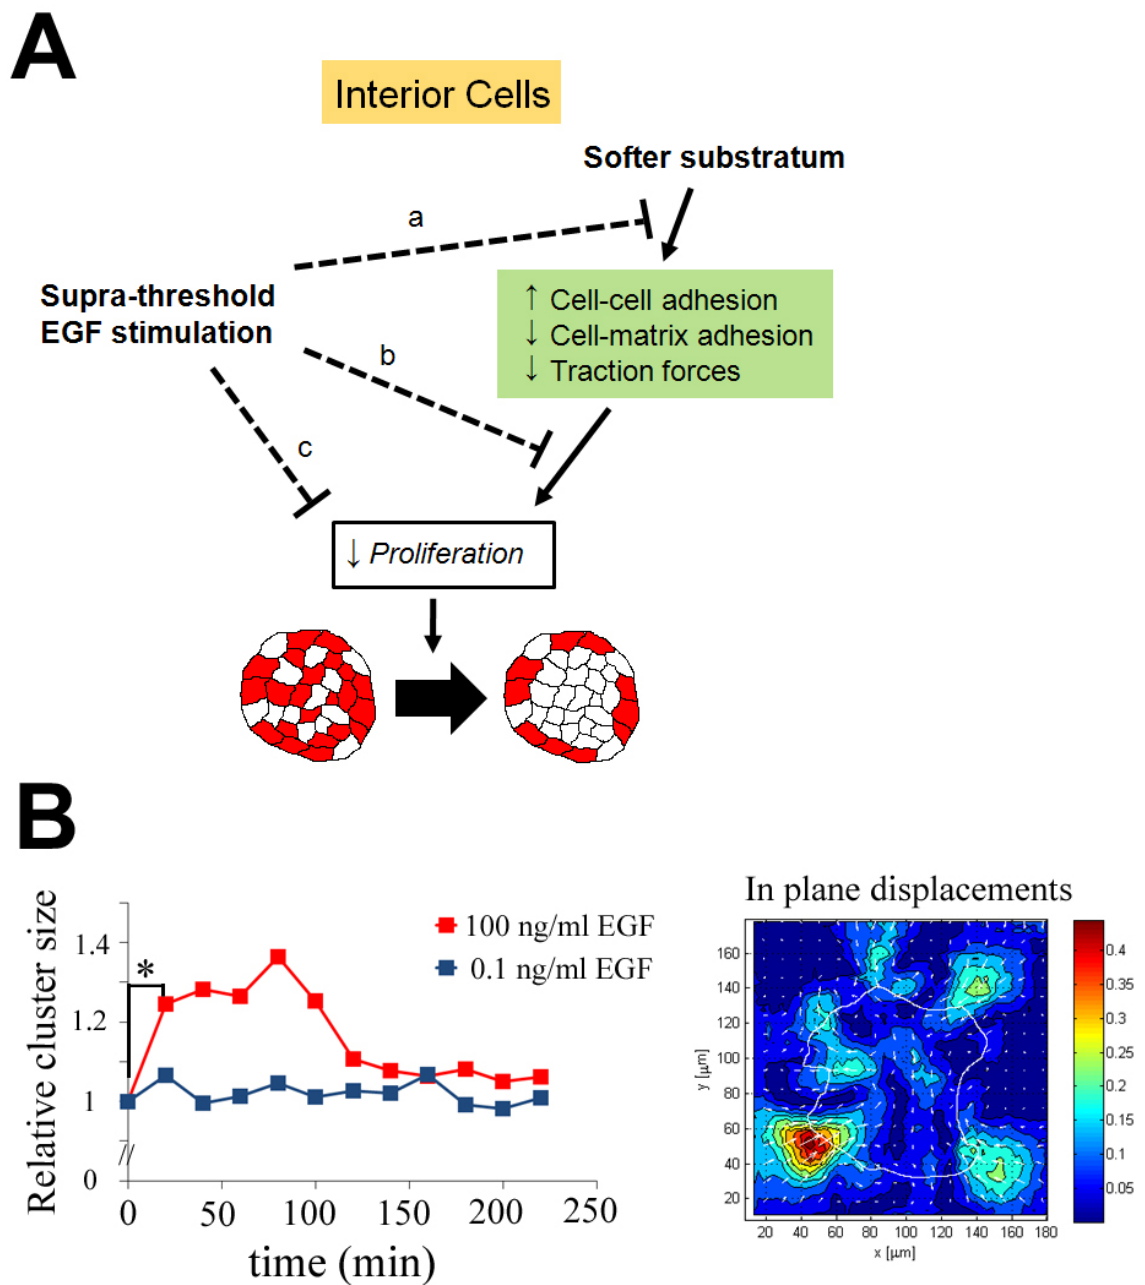 A
Interior Cells
Softer substratum
a
Supra-threshold
EGF stimulation
↑ Cell-cell adhesion
↓ Cell-matrix adhesion
↓ Traction forces
b
c
↓ Proliferation
B
Relative cluster size
1.4
1.2
1
0
*
100 ng/ml EGF
0.1 ng/ml EGF
0 50 100 150 200 250
time (min)
In plane displacements
y [µm]
160
140
120
100
80
60
40
20
20 40 60 80 100 120 140 160 180
x [µm]
0.4
0.35
0.3
0.25
0.2
0.15
0.1
0.05